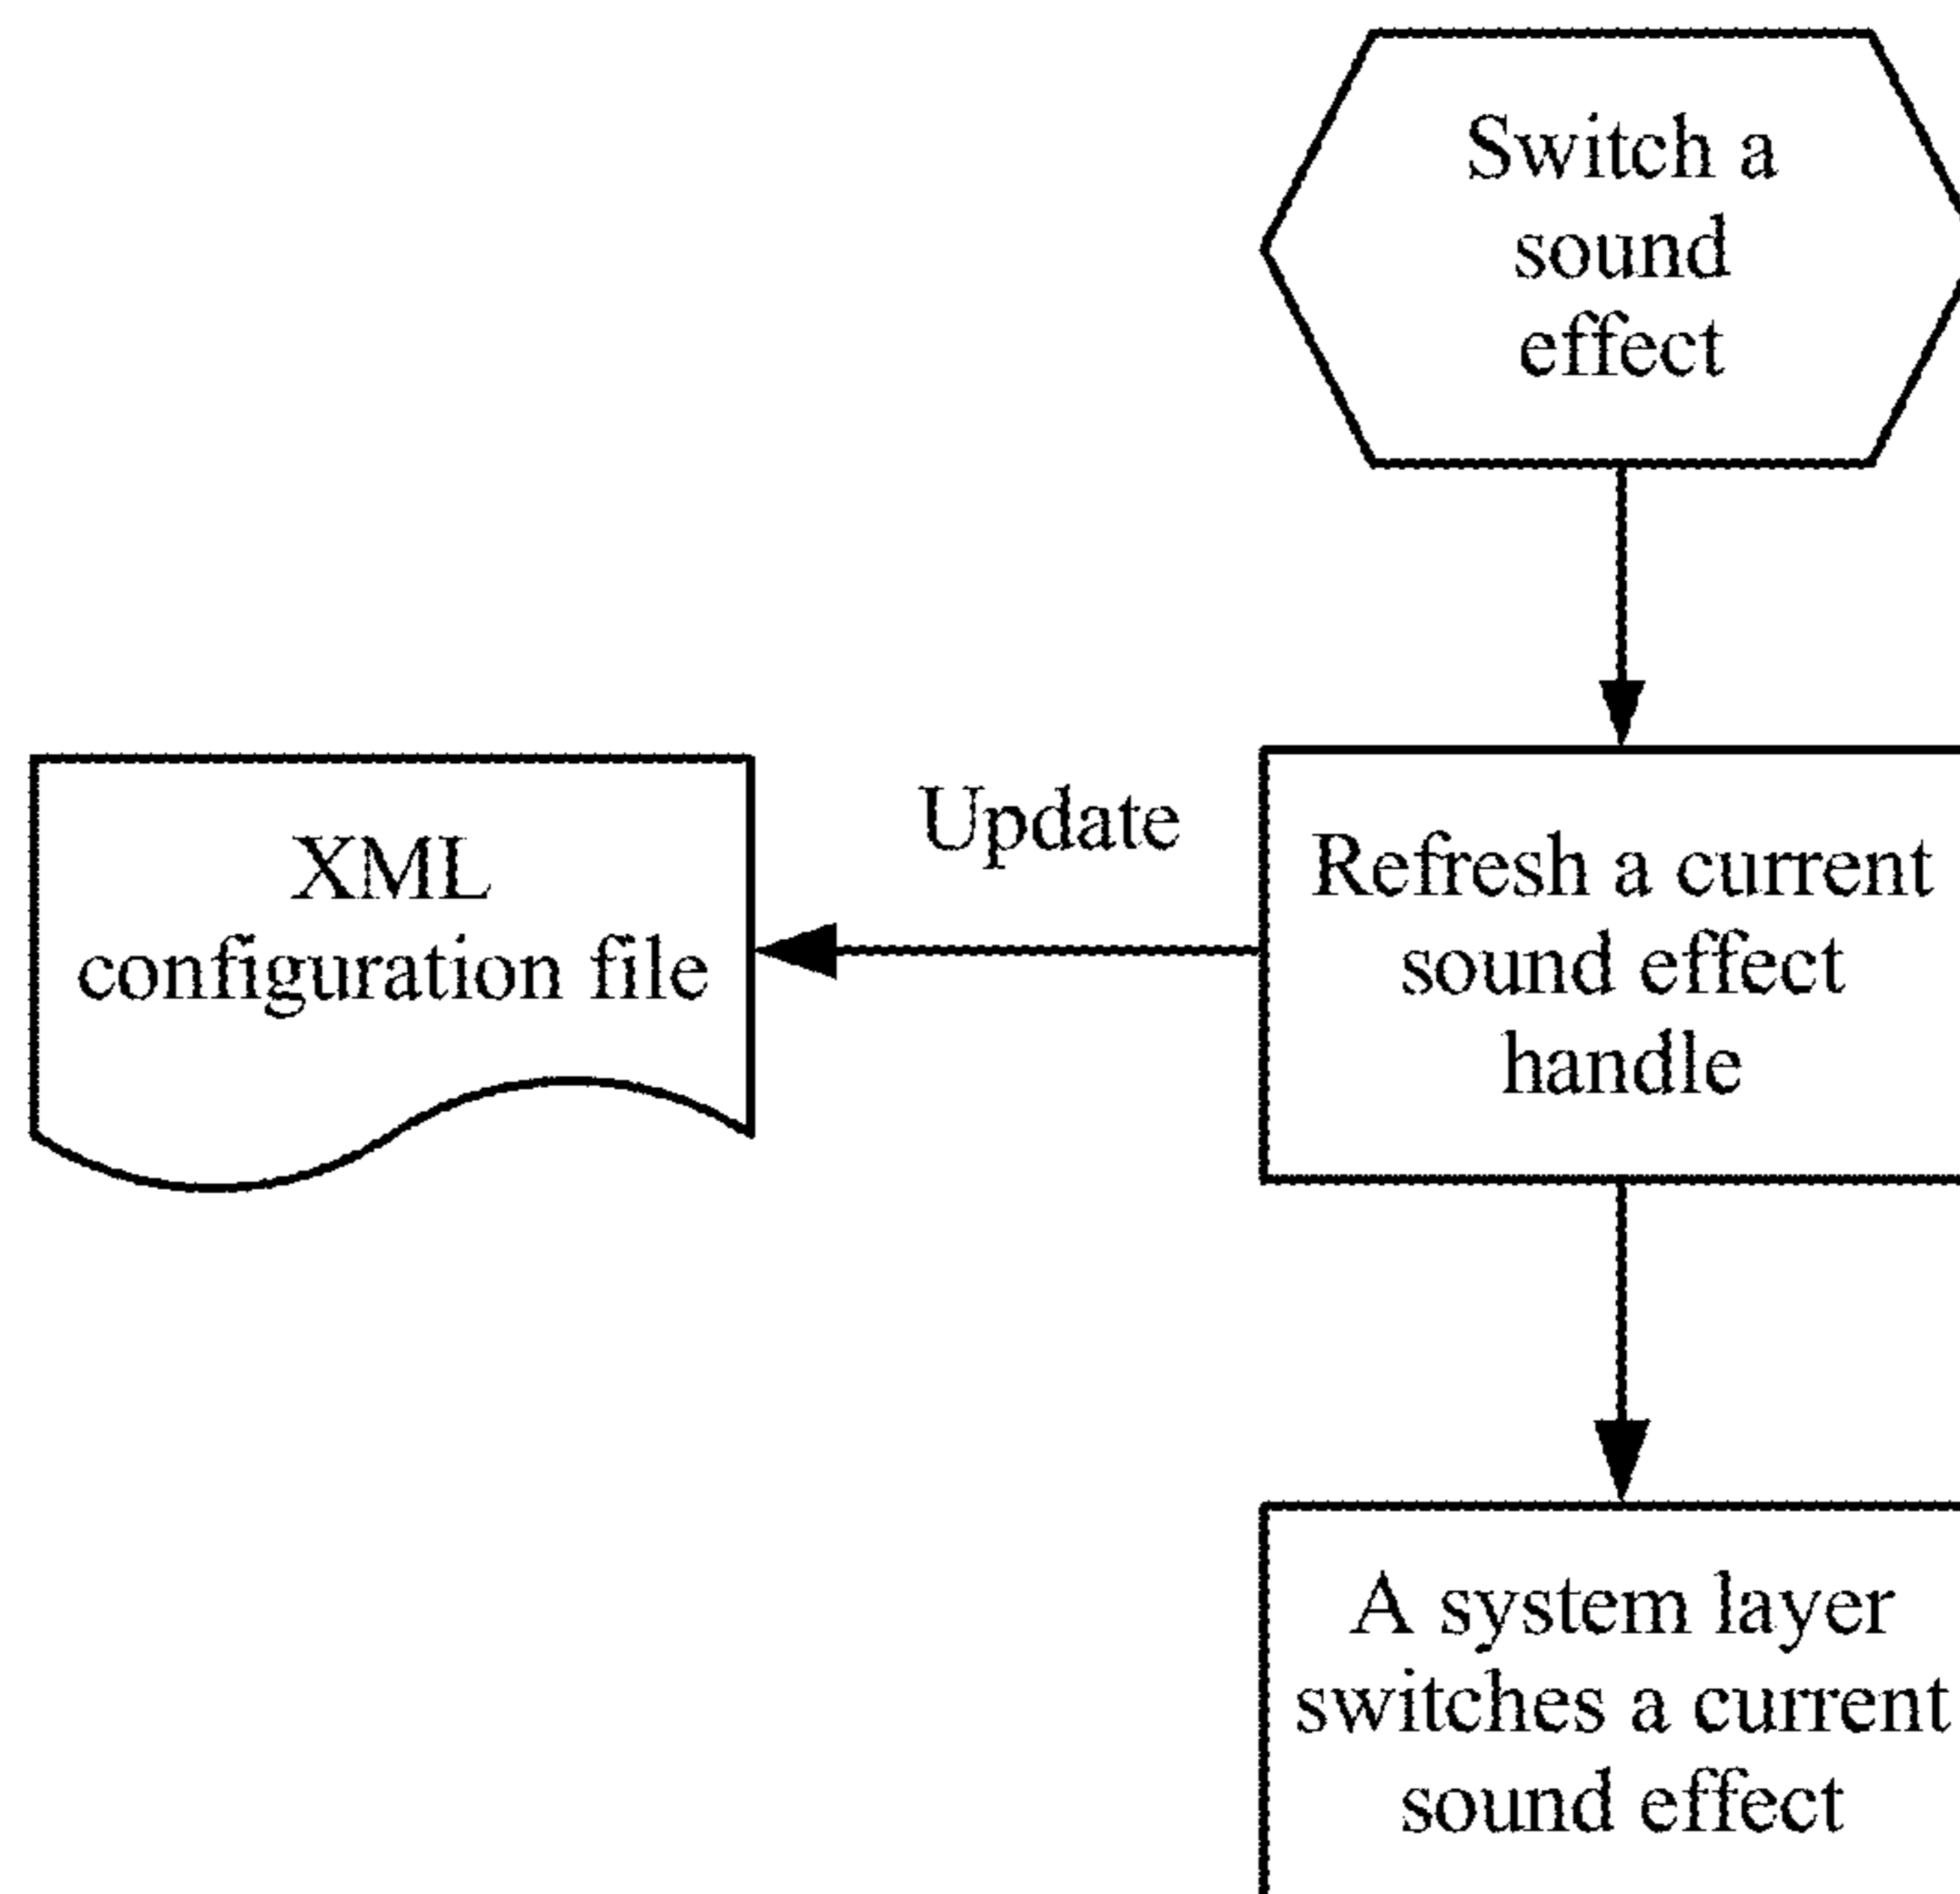 Switch a
sound
effect
Update
XML
configuration file
Refresh a current
sound effect
handle
A system layer
switches a current
sound effect